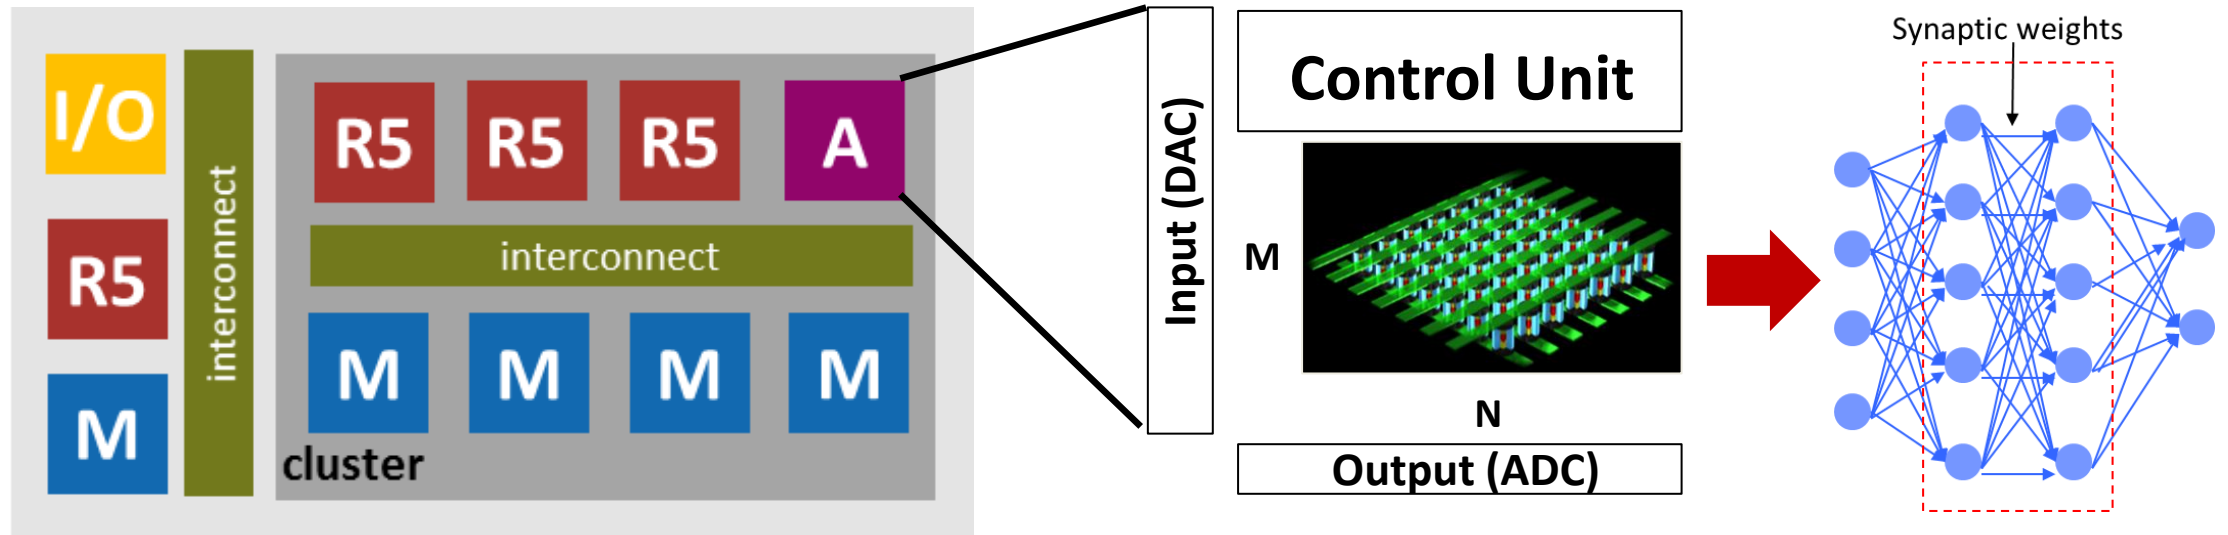 I/O
R5
M
interconnect
R5
R5
R5
A
interconnect
M
M
M
M
cluster
Input (DAC)
Control Unit
M
N
Output (ADC)
Synaptic weights